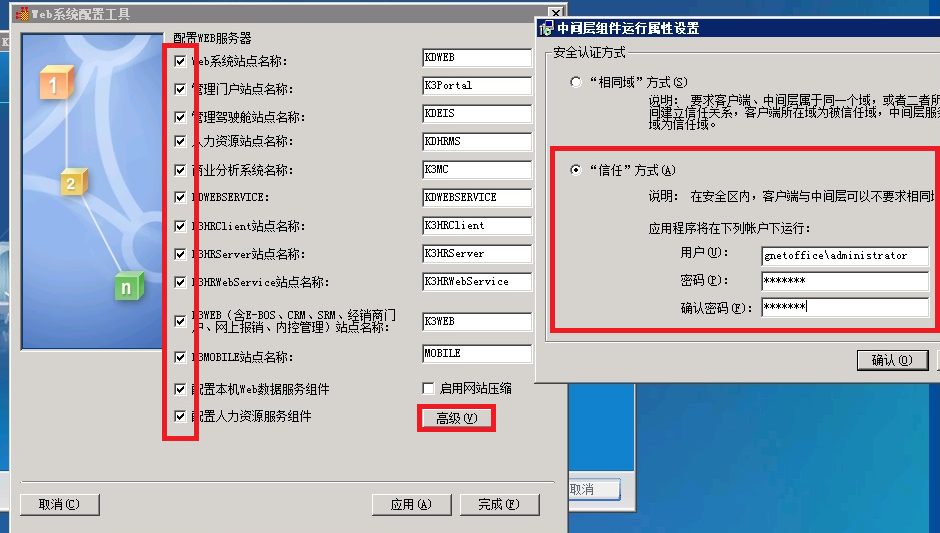 Web系统配置工具
1
2
n
配置WEB服务器
Web系统站点名称:
KDWEB
管理门户站点名称:
K3Portal
管理驾驶舱站点名称:
KDEIS
人力资源站点名称:
KDHRMS
商业分析系统名称:
K3MC
KDWEBSERVICE:
KDWEBSERVICE
K3HRClient站点名称:
K3HRClient
K3HRServer站点名称:
K3HRServer
K3HRWebService站点名称:
K3HRWebService
K3WEB（含E-BOS、CRM、SRM、经销商门
户、网上报销、内控管理）站点名称:
K3WEB
K3MOBILE站点名称:
MOBILE
配置本机Web数据服务组件
启用网站压缩
配置人力资源服务组件
高级(V)
取消(C)
应用(A)
完成(F)
中间层组件运行属性设置
安全认证方式
“相同域”方式(S)
说明: 要求客户端、中间层属于同一个域，或者二者所
间建立信任关系，客户端所在域为被信任域，中间层服
域为信任域。
“信任”方式(A)
说明: 在安全区内，客户端与中间层可以不要求相同
应用程序将在下列帐户下运行:
用户(U):
gnetoffice\administrator
密码(P):
*******
确认密码(F):
*******
确认(O)
取消